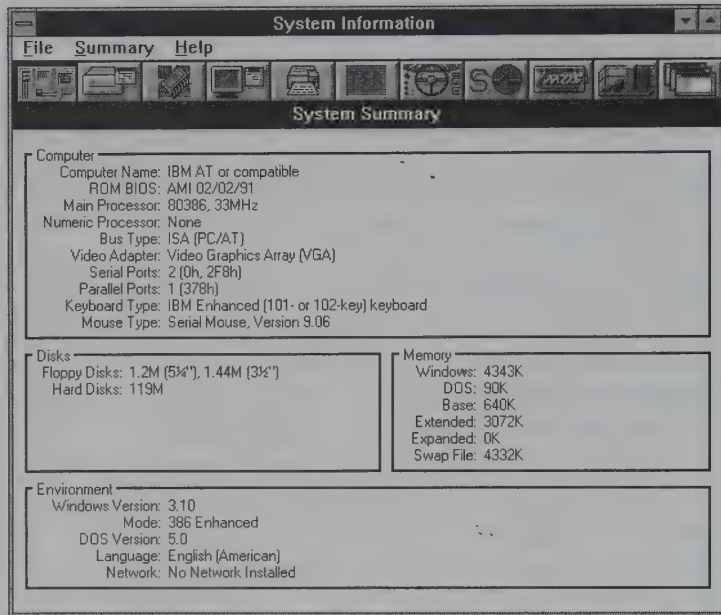 System Information
File Summary Help
System Summary
Computer
Computer Name: IBM AT or compatible
ROM BIOS: AMI 02/02/91
Main Processor: 80386, 33MHz
Numeric Processor: None
Bus Type: ISA (PC/AT)
Video Adapter: Video Graphics Array (VGA)
Serial Ports: 2 (0h, 2F8h)
Parallel Ports: 1 (378h)
Keyboard Type: IBM Enhanced (101- or 102-key) keyboard
Mouse Type: Serial Mouse, Version 9.06
Disks
Floppy Disks: 1.2M (5¼"), 1.44M (3½")
Hard Disks: 119M
Memory
Windows: 4343K
DOS: 90K
Base: 640K
Extended: 3072K
Expanded: 0K
Swap File: 4332K
Environment
Windows Version: 3.10
Mode: 386 Enhanced
DOS Version: 5.0
Language: English (American)
Network: No Network Installed